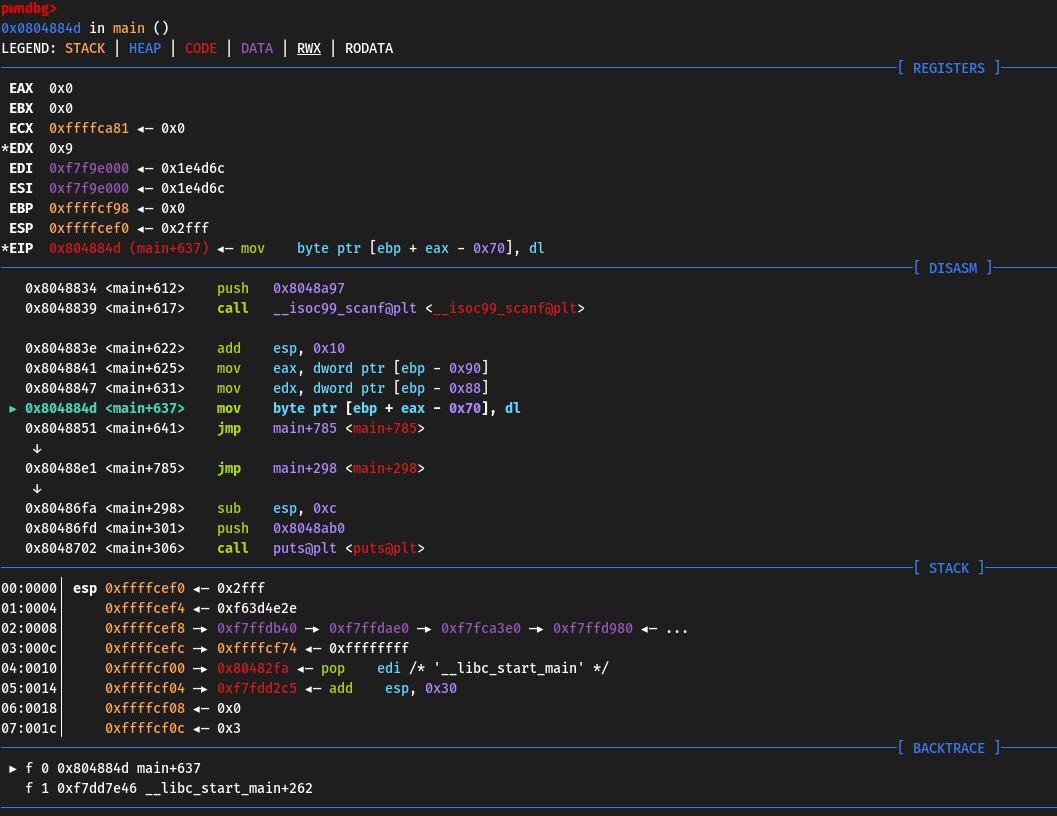 pwndbg>
0x0804884d in main ()
LEGEND: STACK | HEAP | CODE | DATA | RWX | RODATA
[ REGISTERS ]
EAX  0x0
EBX  0x0
ECX  0xffffca81 ◂— 0x0
*EDX  0x9
EDI  0xf7f9e000 ◂— 0x1e4d6c
ESI  0xf7f9e000 ◂— 0x1e4d6c
EBP  0xffffcf98 ◂— 0x0
ESP  0xffffcef0 ◂— 0x2fff
*EIP  0x804884d (main+637) ◂— mov    byte ptr [ebp + eax - 0x70], dl
[ DISASM ]
0x8048834 <main+612>    push   0x8048a97
0x8048839 <main+617>    call   __isoc99_scanf@plt <__isoc99_scanf@plt>
0x804883e <main+622>    add    esp, 0x10
0x8048841 <main+625>    mov    eax, dword ptr [ebp - 0x90]
0x8048847 <main+631>    mov    edx, dword ptr [ebp - 0x88]
► 0x804884d <main+637>    mov    byte ptr [ebp + eax - 0x70], dl
0x8048851 <main+641>    jmp    main+785 <main+785>
↓
0x80488e1 <main+785>    jmp    main+298 <main+298>
↓
0x80486fa <main+298>    sub    esp, 0xc
0x80486fd <main+301>    push   0x8048ab0
0x8048702 <main+306>    call   puts@plt <puts@plt>
[ STACK ]
00:0000│ esp 0xffffcef0 ◂— 0x2fff
01:0004│     0xffffcef4 ◂— 0xf63d4e2e
02:0008│     0xffffcef8 —▸ 0xf7ffdb40 —▸ 0xf7ffdae0 —▸ 0xf7fca3e0 —▸ 0xf7ffd980 ◂— ...
03:000c│     0xffffcefc —▸ 0xffffcf74 ◂— 0xffffffff
04:0010│     0xffffcf00 —▸ 0x80482fa ◂— pop    edi /* '__libc_start_main' */
05:0014│     0xffffcf04 —▸ 0xf7fdd2c5 ◂— add    esp, 0x30
06:0018│     0xffffcf08 ◂— 0x0
07:001c│     0xffffcf0c ◂— 0x3
[ BACKTRACE ]
► f 0 0x804884d main+637
f 1 0xf7dd7e46 __libc_start_main+262